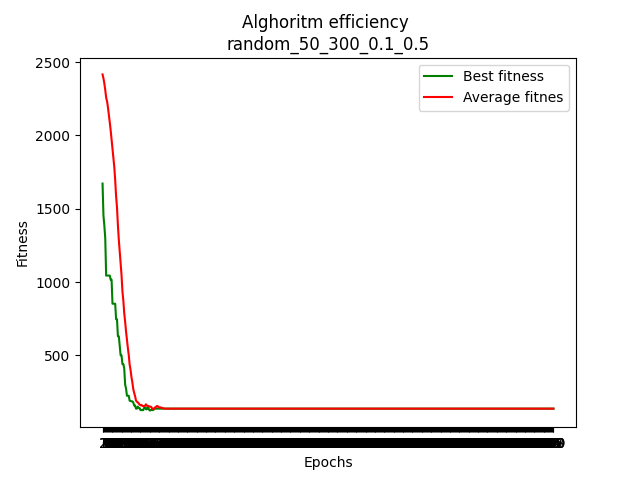 Alghoritm efficiency
random_50_300_0.1_0.5
Best fitness
Average fitnes
2500
2000
1500
1000
500
Fitness
Epochs